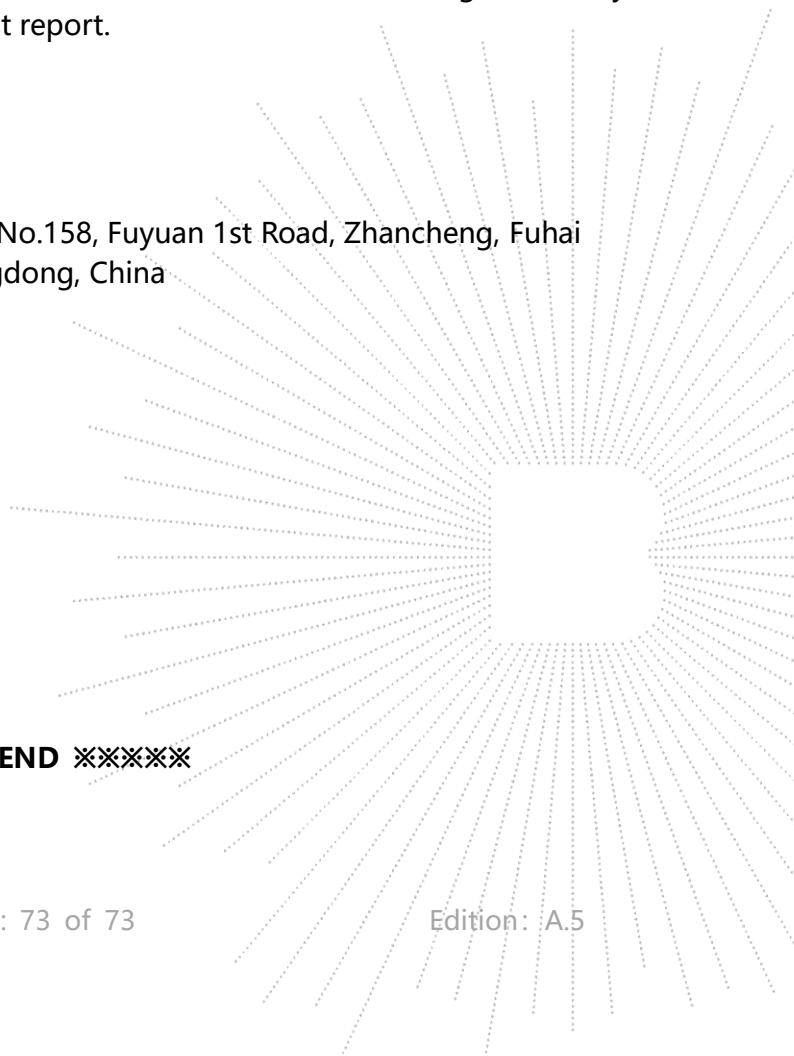 t report.
No.158, Fuyuan 1st Road, Zhancheng, Fuhai
gdong, China
END ※※※※※
: 73 of 73 Edition: A.5